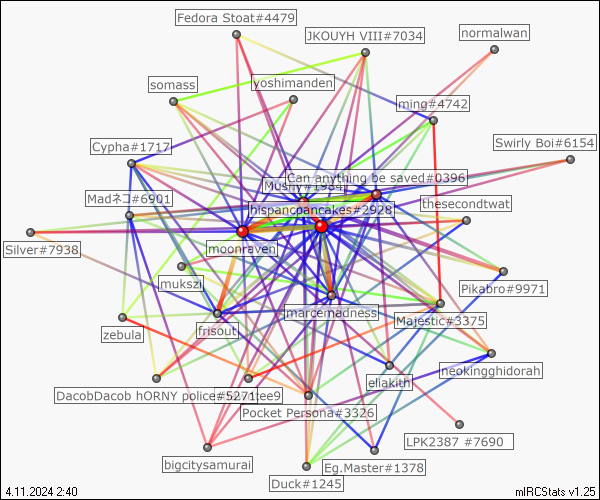 Fedora Stoat#4479
JKOUYH VIII#7034
normalwan
somass
yoshimanden
ming#4742
Cypha#1717
Swirly Boi#6154
Can anything be saved#0396
Mushy#1984
Madネコ#6901
thesecondtwat
hispancpancakes#2928
Silver#7938
moonraven
mukszi
Pikabro#9971
marcemadness
Majestic#3375
zebula
frisout
eliakith
neokingghidorah
DacobDacob hORNY police#5271
tee9
Pocket Persona#3326
LPK2387 #7690
bigcitysamurai
Eg.Master#1378
Duck#1245
4.11.2024 2:40
mIRCStats v1.25